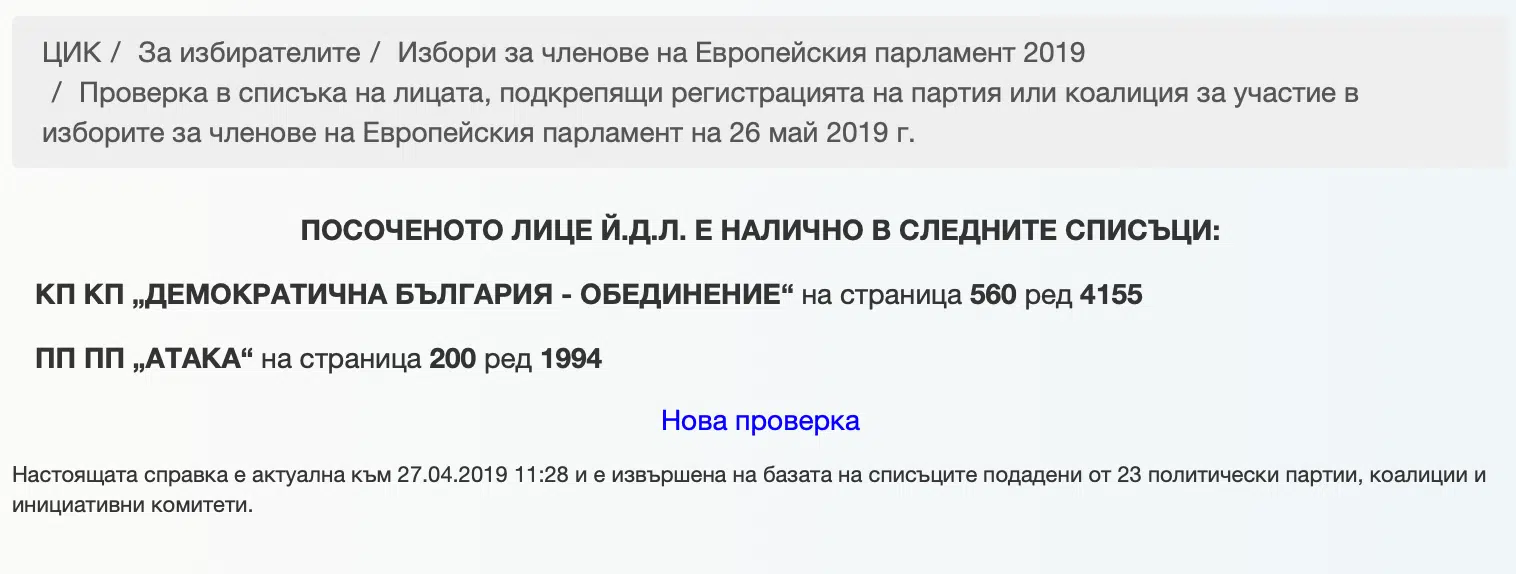 ЦИК / За избирателите / Избори за членове на Европейския парламент 2019
/ Проверка в списъка на лицата, подкрепящи регистрацията на партия или коалиция за участие в
изборите за членове на Европейския парламент на 26 май 2019 г.
ПОСОЧЕНОТО ЛИЦЕ Й.Д.Л. Е НАЛИЧНО В СЛЕДНИТЕ СПИСЪЦИ:
КП КП „ДЕМОКРАТИЧНА БЪЛГАРИЯ - ОБЕДИНЕНИЕ“ на страница 560 ред 4155
ПП ПП „АТАКА“ на страница 200 ред 1994
Нова проверка
Настоящата справка е актуална към 27.04.2019 11:28 и е извършена на базата на списъците подадени от 23 политически партии, коалиции и
инициативни комитети.